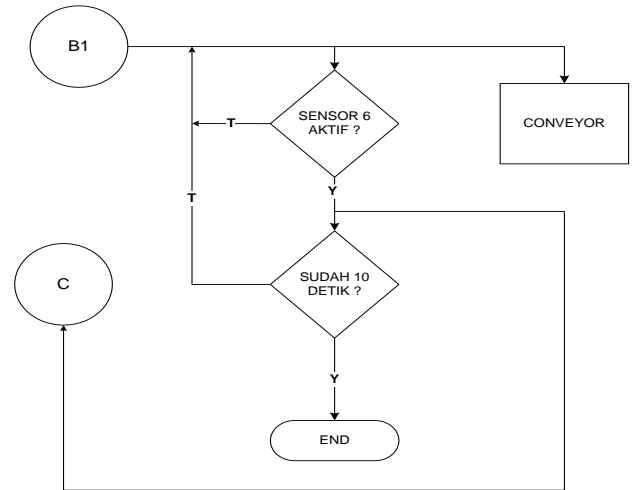 B1
SENSOR 6
AKTIF ?
CONVEYOR
T
Y
T
C
SUDAH 10
DETIK ?
Y
END